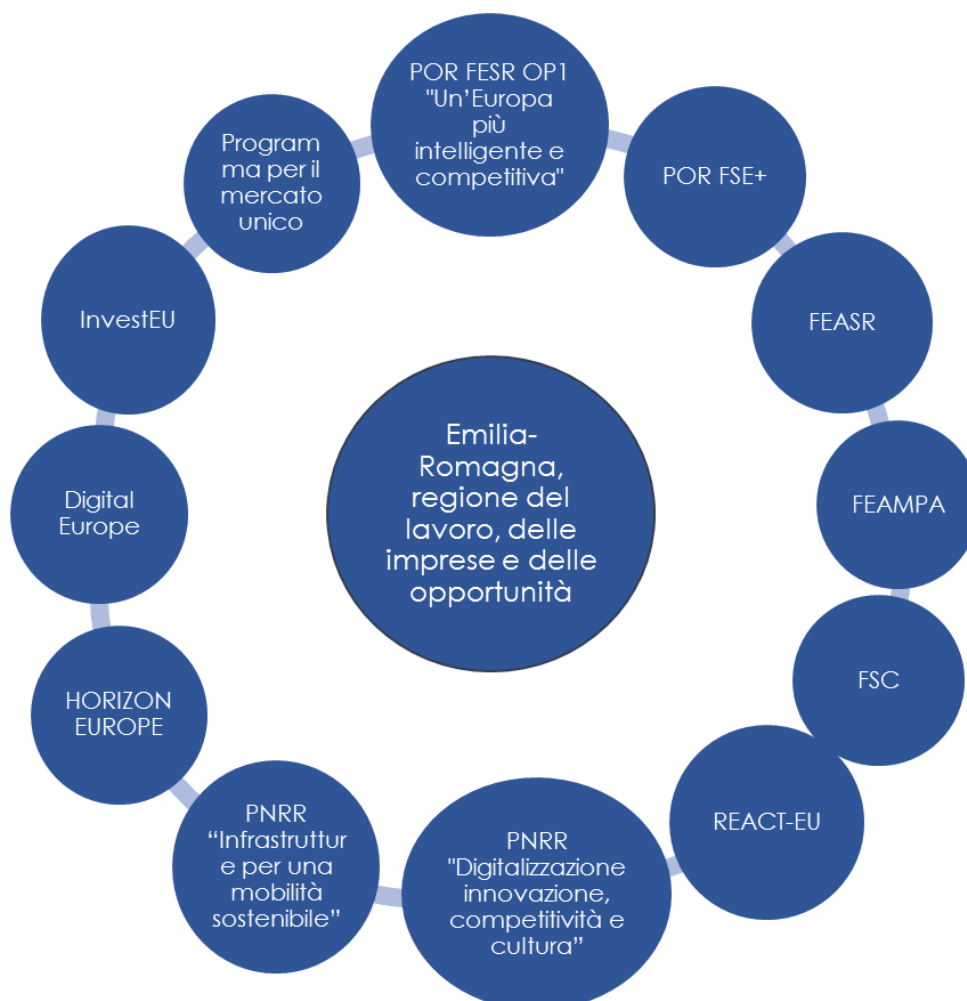 POR FESR OP1
"Un'Europa
più
intelligente e
competitiva"
POR FSE+
FEASR
FEAMPA
FSC
REACT-EU
PNRR
"Digitalizzazione
innovazione,
competitività e
cultura”
PNRR
“Infrastruttur
e per una
mobilità
sostenibile”
HORIZON
EUROPE
Digital
Europe
InvestEU
Program
ma per il
mercato
unico
Emilia-
Romagna,
regione del
lavoro, delle
imprese e delle
opportunità